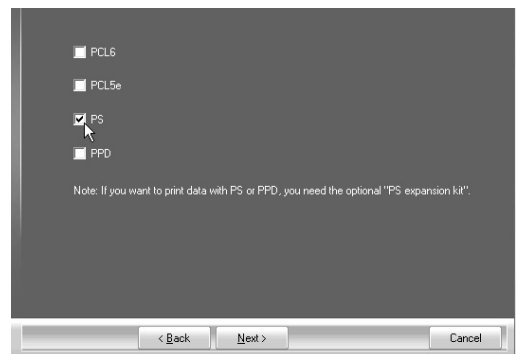 PCL6
PCL5e
PS
PPD
Note: If you want to print data with PS or PPD, you need the optional "PS expansion kit".
< Back Next > Cancel